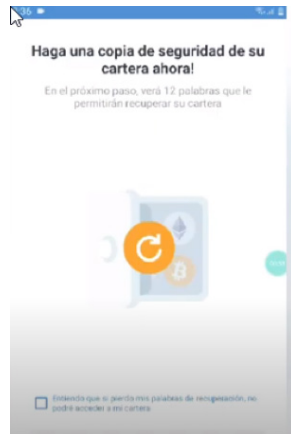 Haga una copia de seguridad de su
cartera ahora!
En el próximo paso, verá 12 palabras que le
permitirán recuperar su cartera
Entiendo que si pierdo mis palabras de recuperación, no
podré acceder a mi cartera